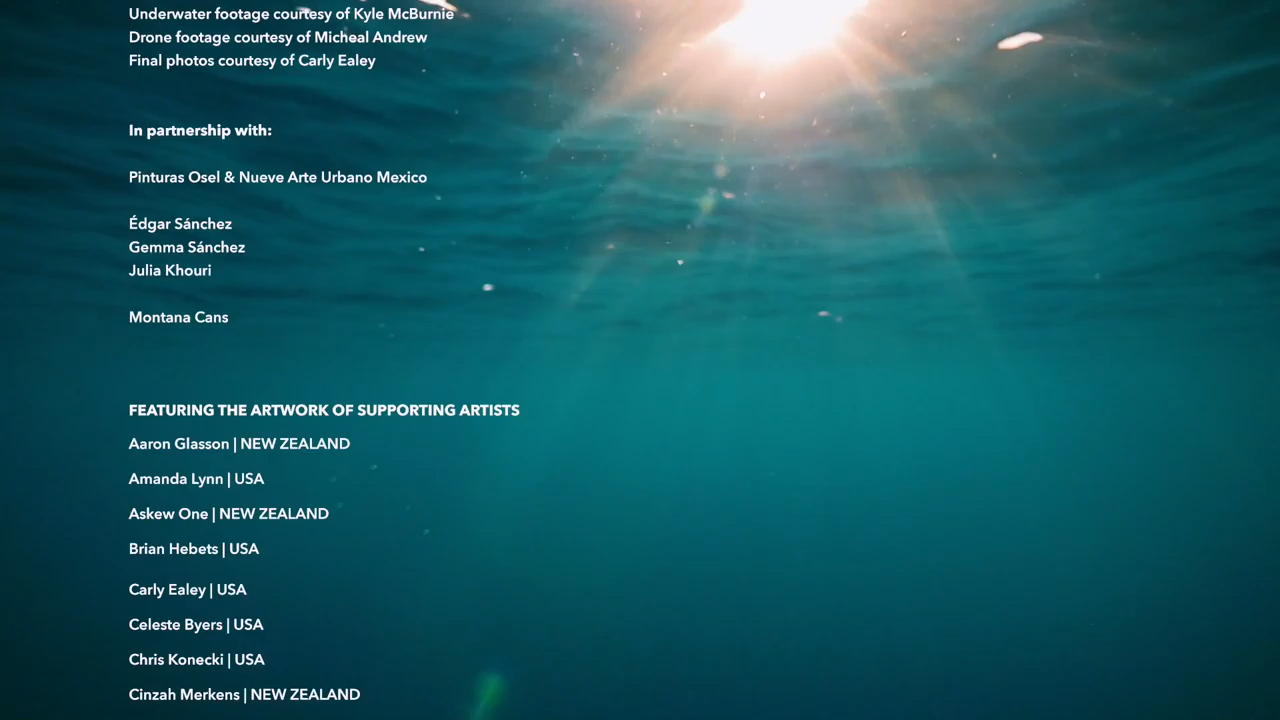 Underwater footage courtesy of Kyle McBurnie
Drone footage courtesy of Micheal Andrew
Final photos courtesy of Carly Ealey
In partnership with:
Pinturas Osel & Nueve Arte Urbano Mexico
Édgar Sánchez
Gemma Sánchez
Julia Khouri
Montana Cans
FEATURING THE ARTWORK OF SUPPORTING ARTISTS
Aaron Glasson | NEW ZEALAND
Amanda Lynn | USA
Askew One | NEW ZEALAND
Brian Hebets | USA
Carly Ealey | USA
Celeste Byers | USA
Chris Konecki | USA
Cinzah Merkens | NEW ZEALAND